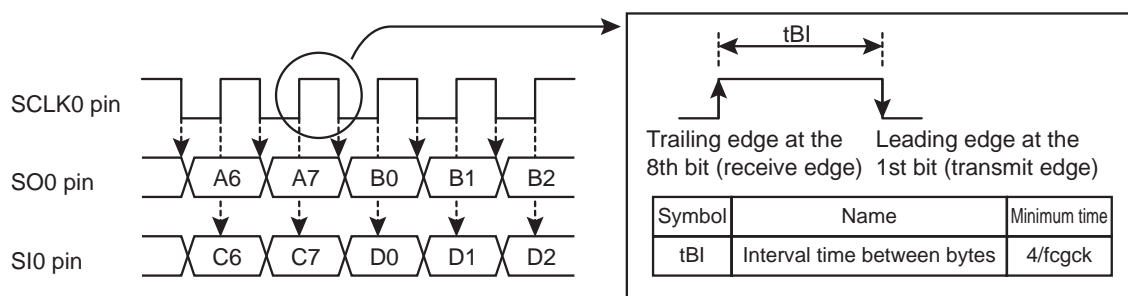 SCLK0 pin
SO0 pin
A6 A7 B0 B1 B2
SI0 pin
C6 C7 D0 D1 D2
tBI
Trailing edge at the
8th bit (receive edge)
Leading edge at the
1st bit (transmit edge)
Symbol Name Minimum time
tBI Interval time between bytes 4/fcgck